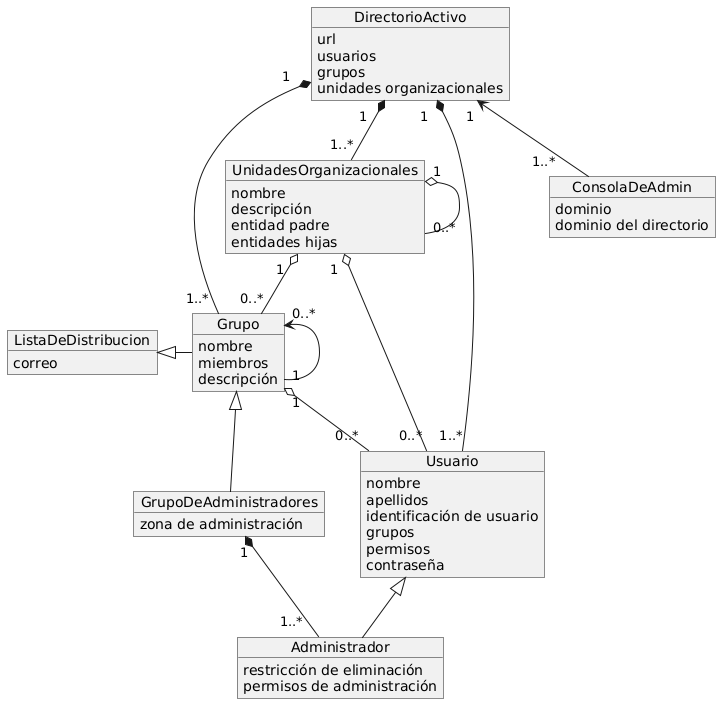 DirectorioActivo
url
usuarios
grupos
unidades organizacionales
1
1
1
1
1..*
1..*
UnidadesOrganizacionales
nombre
descripción
entidad padre
entidades hijas
1
0..*
ConsolaDeAdmin
dominio
dominio del directorio
1
1
1..*
0..*
0..*
ListaDeDistribucion
correo
Grupo
nombre
miembros
descripción
1
1
0..*
0..*
1..*
Usuario
nombre
apellidos
identificación de usuario
grupos
permisos
contraseña
GrupoDeAdministradores
zona de administración
1
1..*
Administrador
restricción de eliminación
permisos de administración